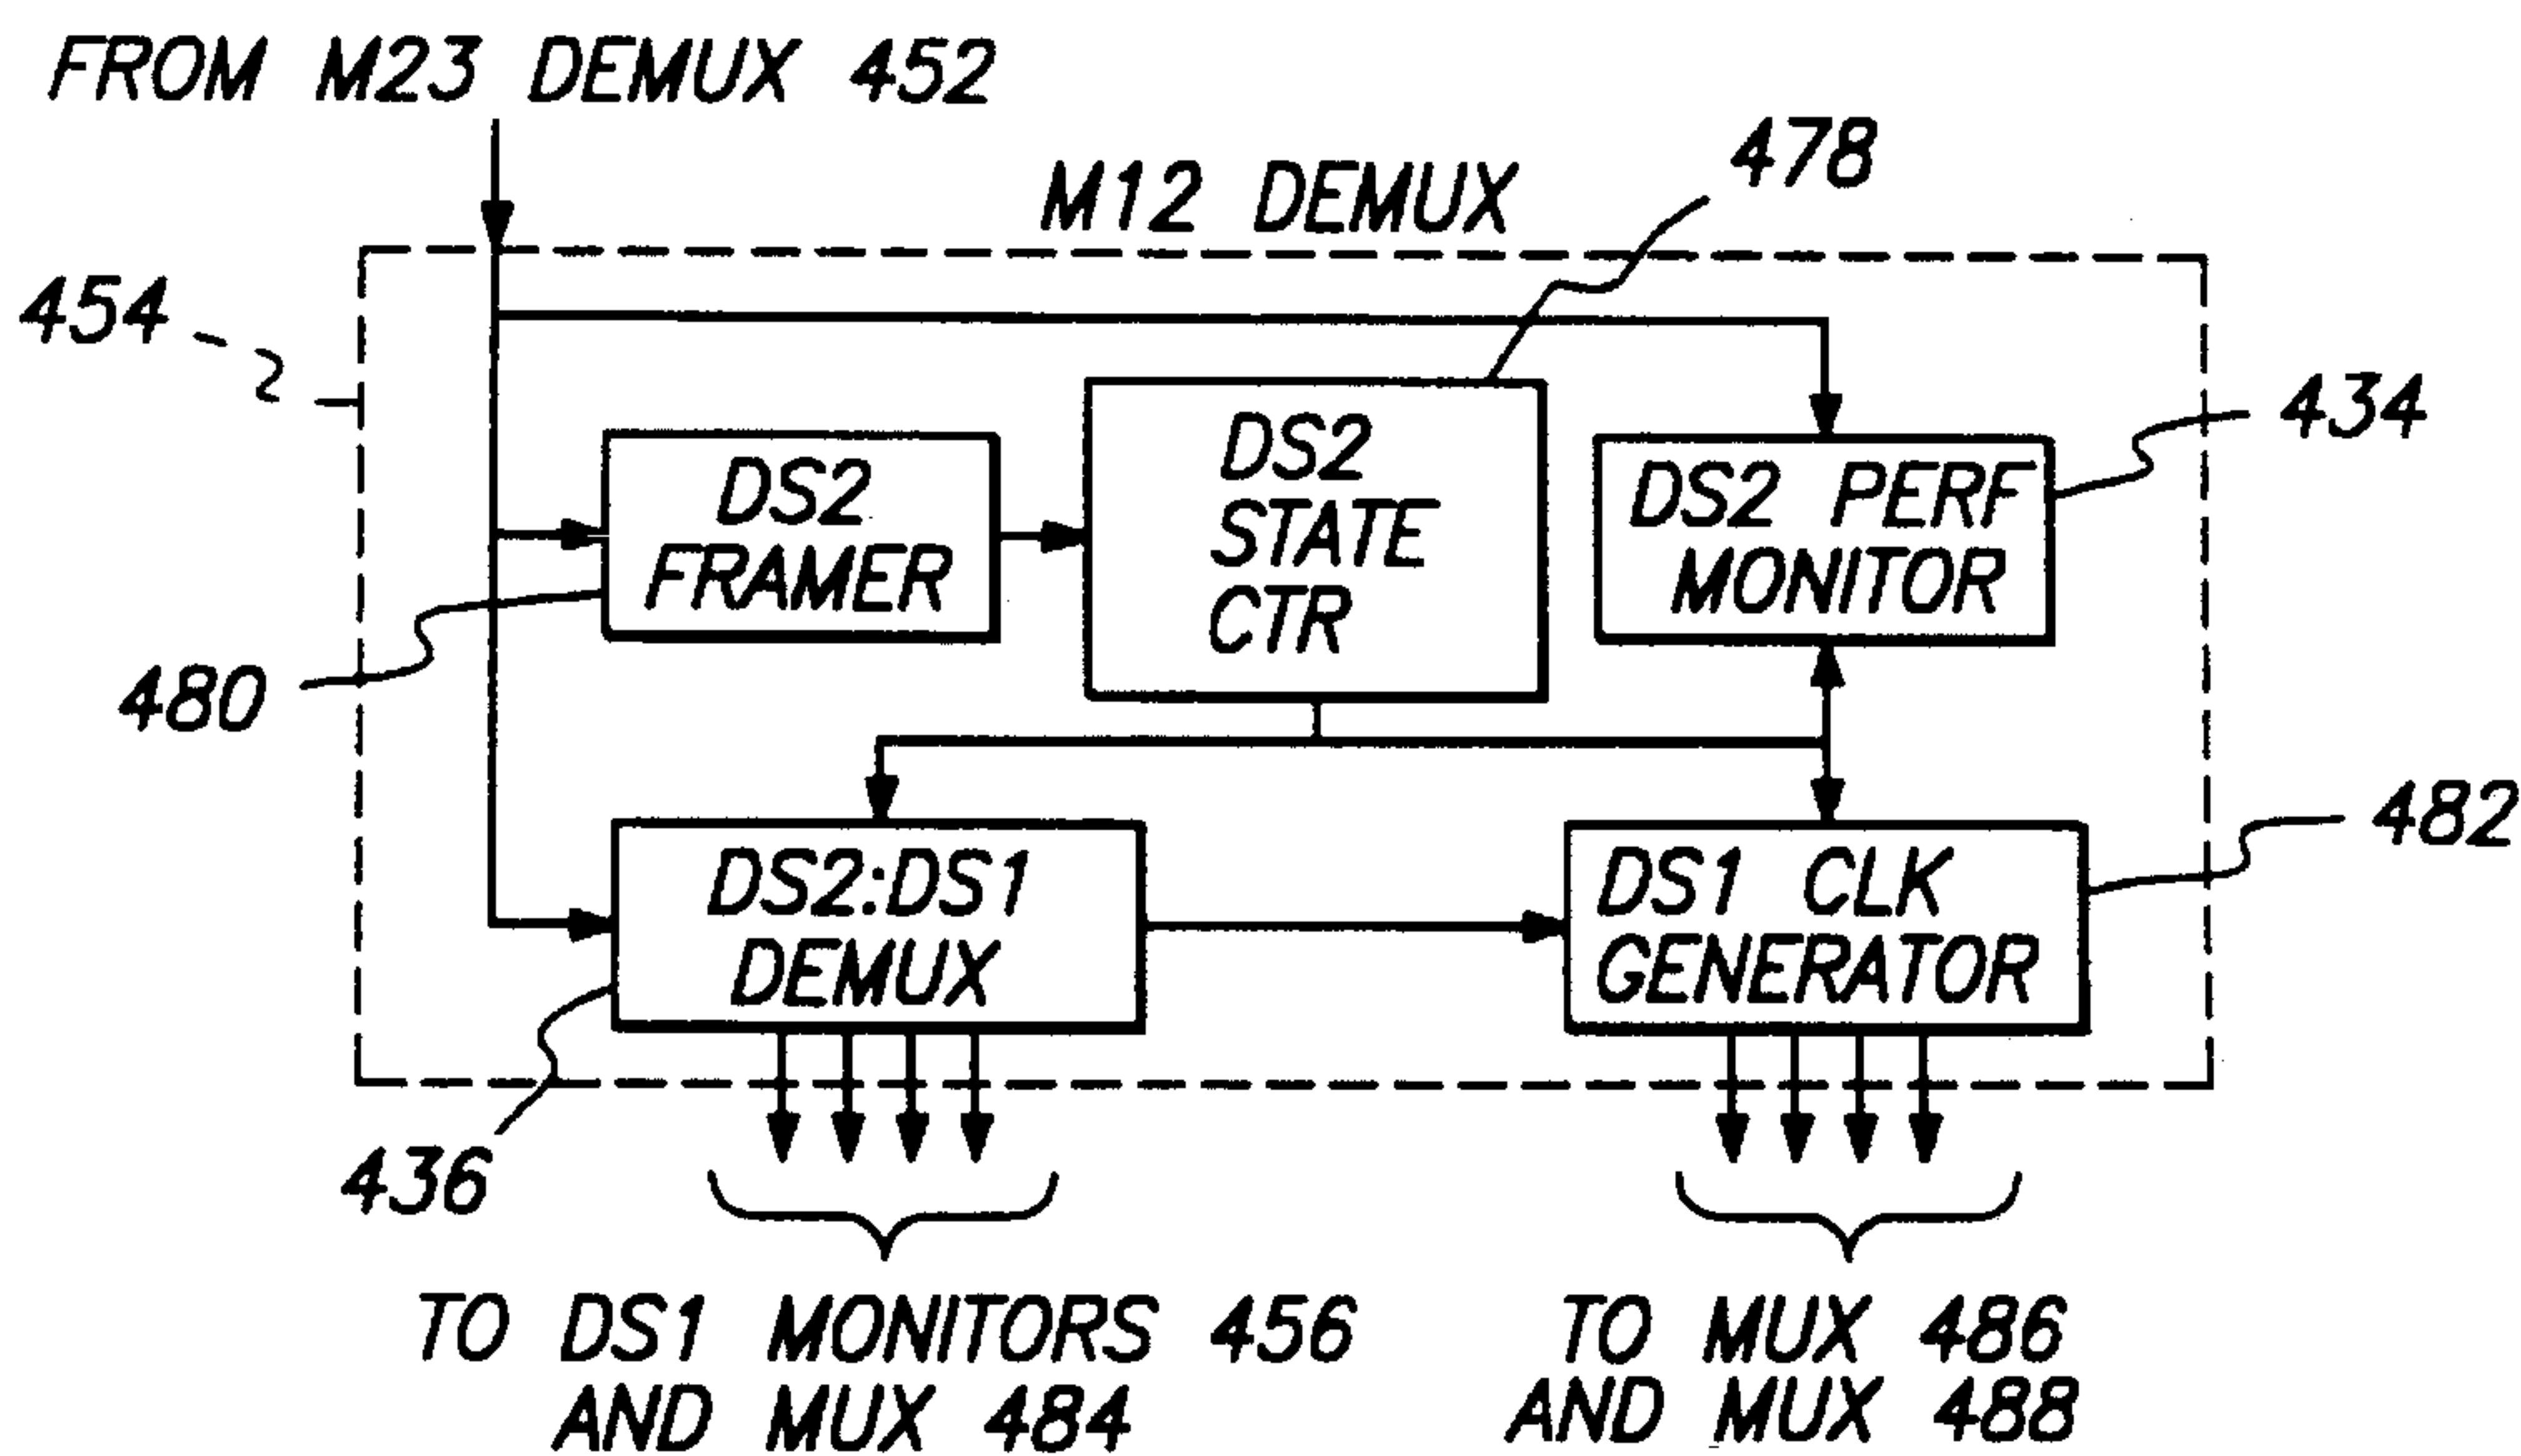 FROM M23 DEMUX 452
M12 DEMUX
478
454
434
DS2
FRAMER
DS2
STATE
CTR
DS2 PERF
MONITOR
480
482
DS2:DS1
DEMUX
DS1 CLK
GENERATOR
436
TO DS1 MONITORS 456
AND MUX 484
TO MUX 486
AND MUX 488